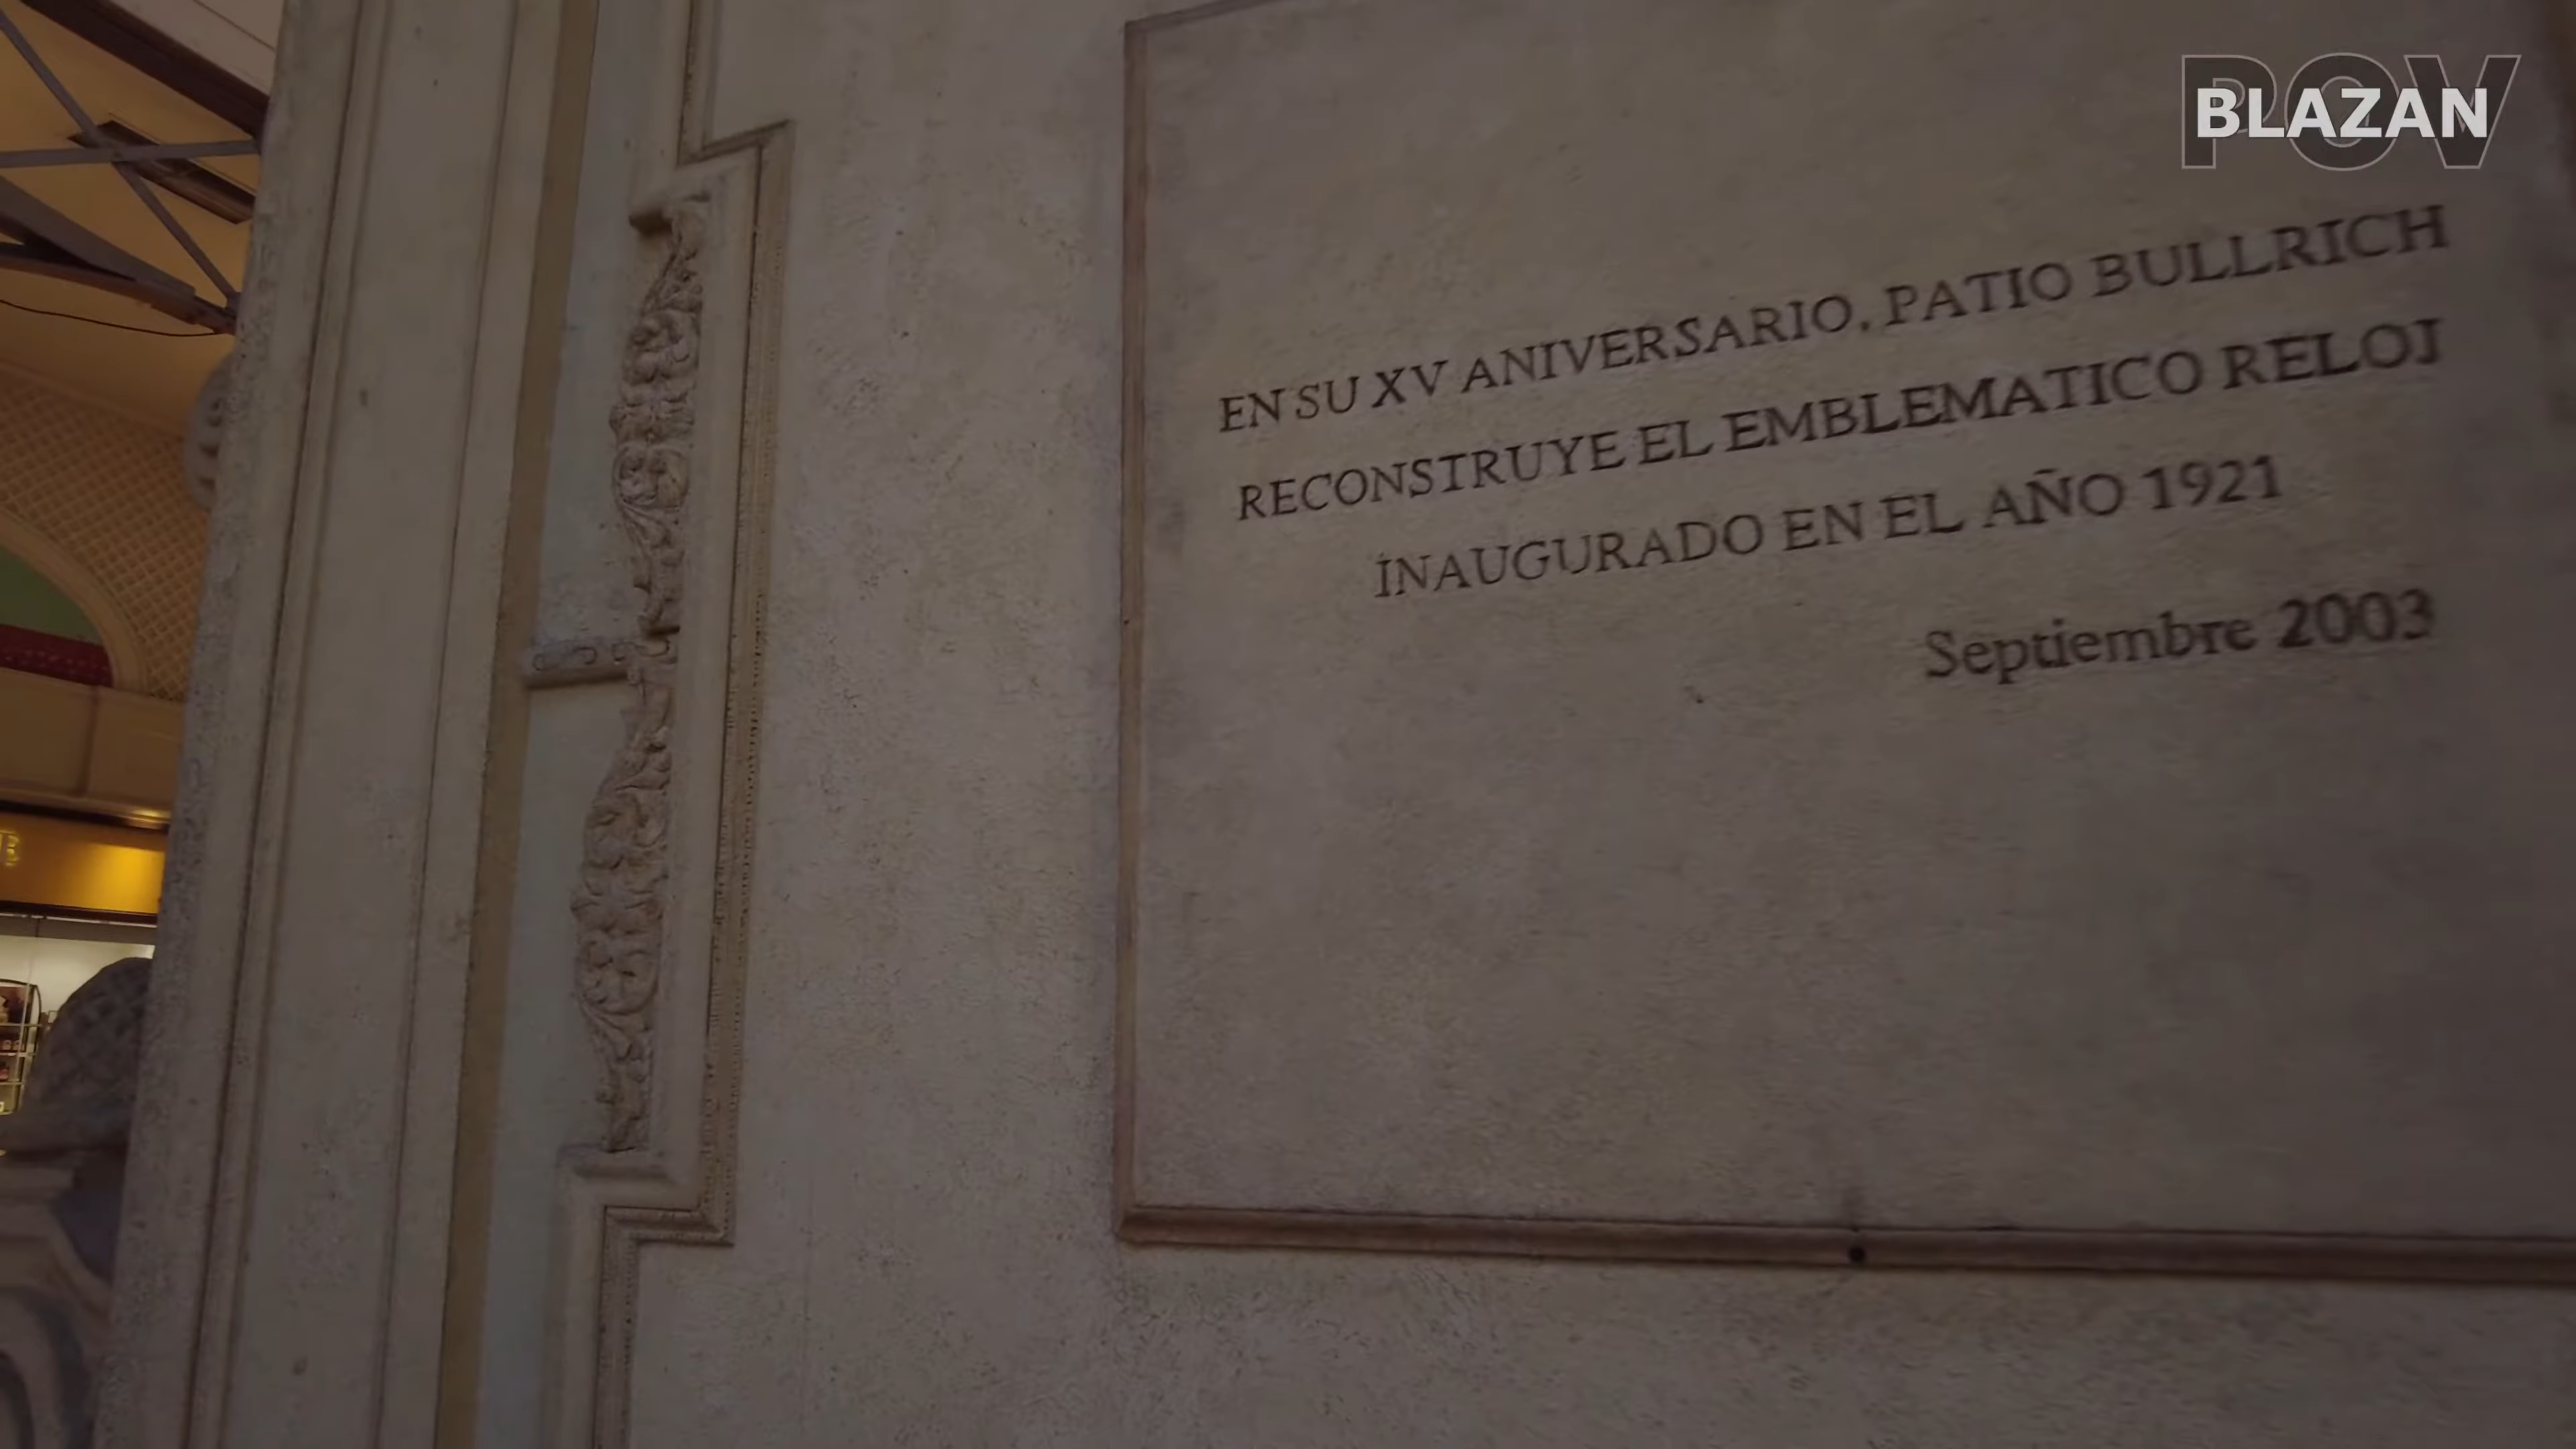 POV
BLAZAN
EN SU XV ANIVERSARIO, PATIO BULLRICH
RECONSTRUYE EL EMBLEMATICO RELOJ
INAUGURADO EN EL AÑO 1921
Septiembre 2003